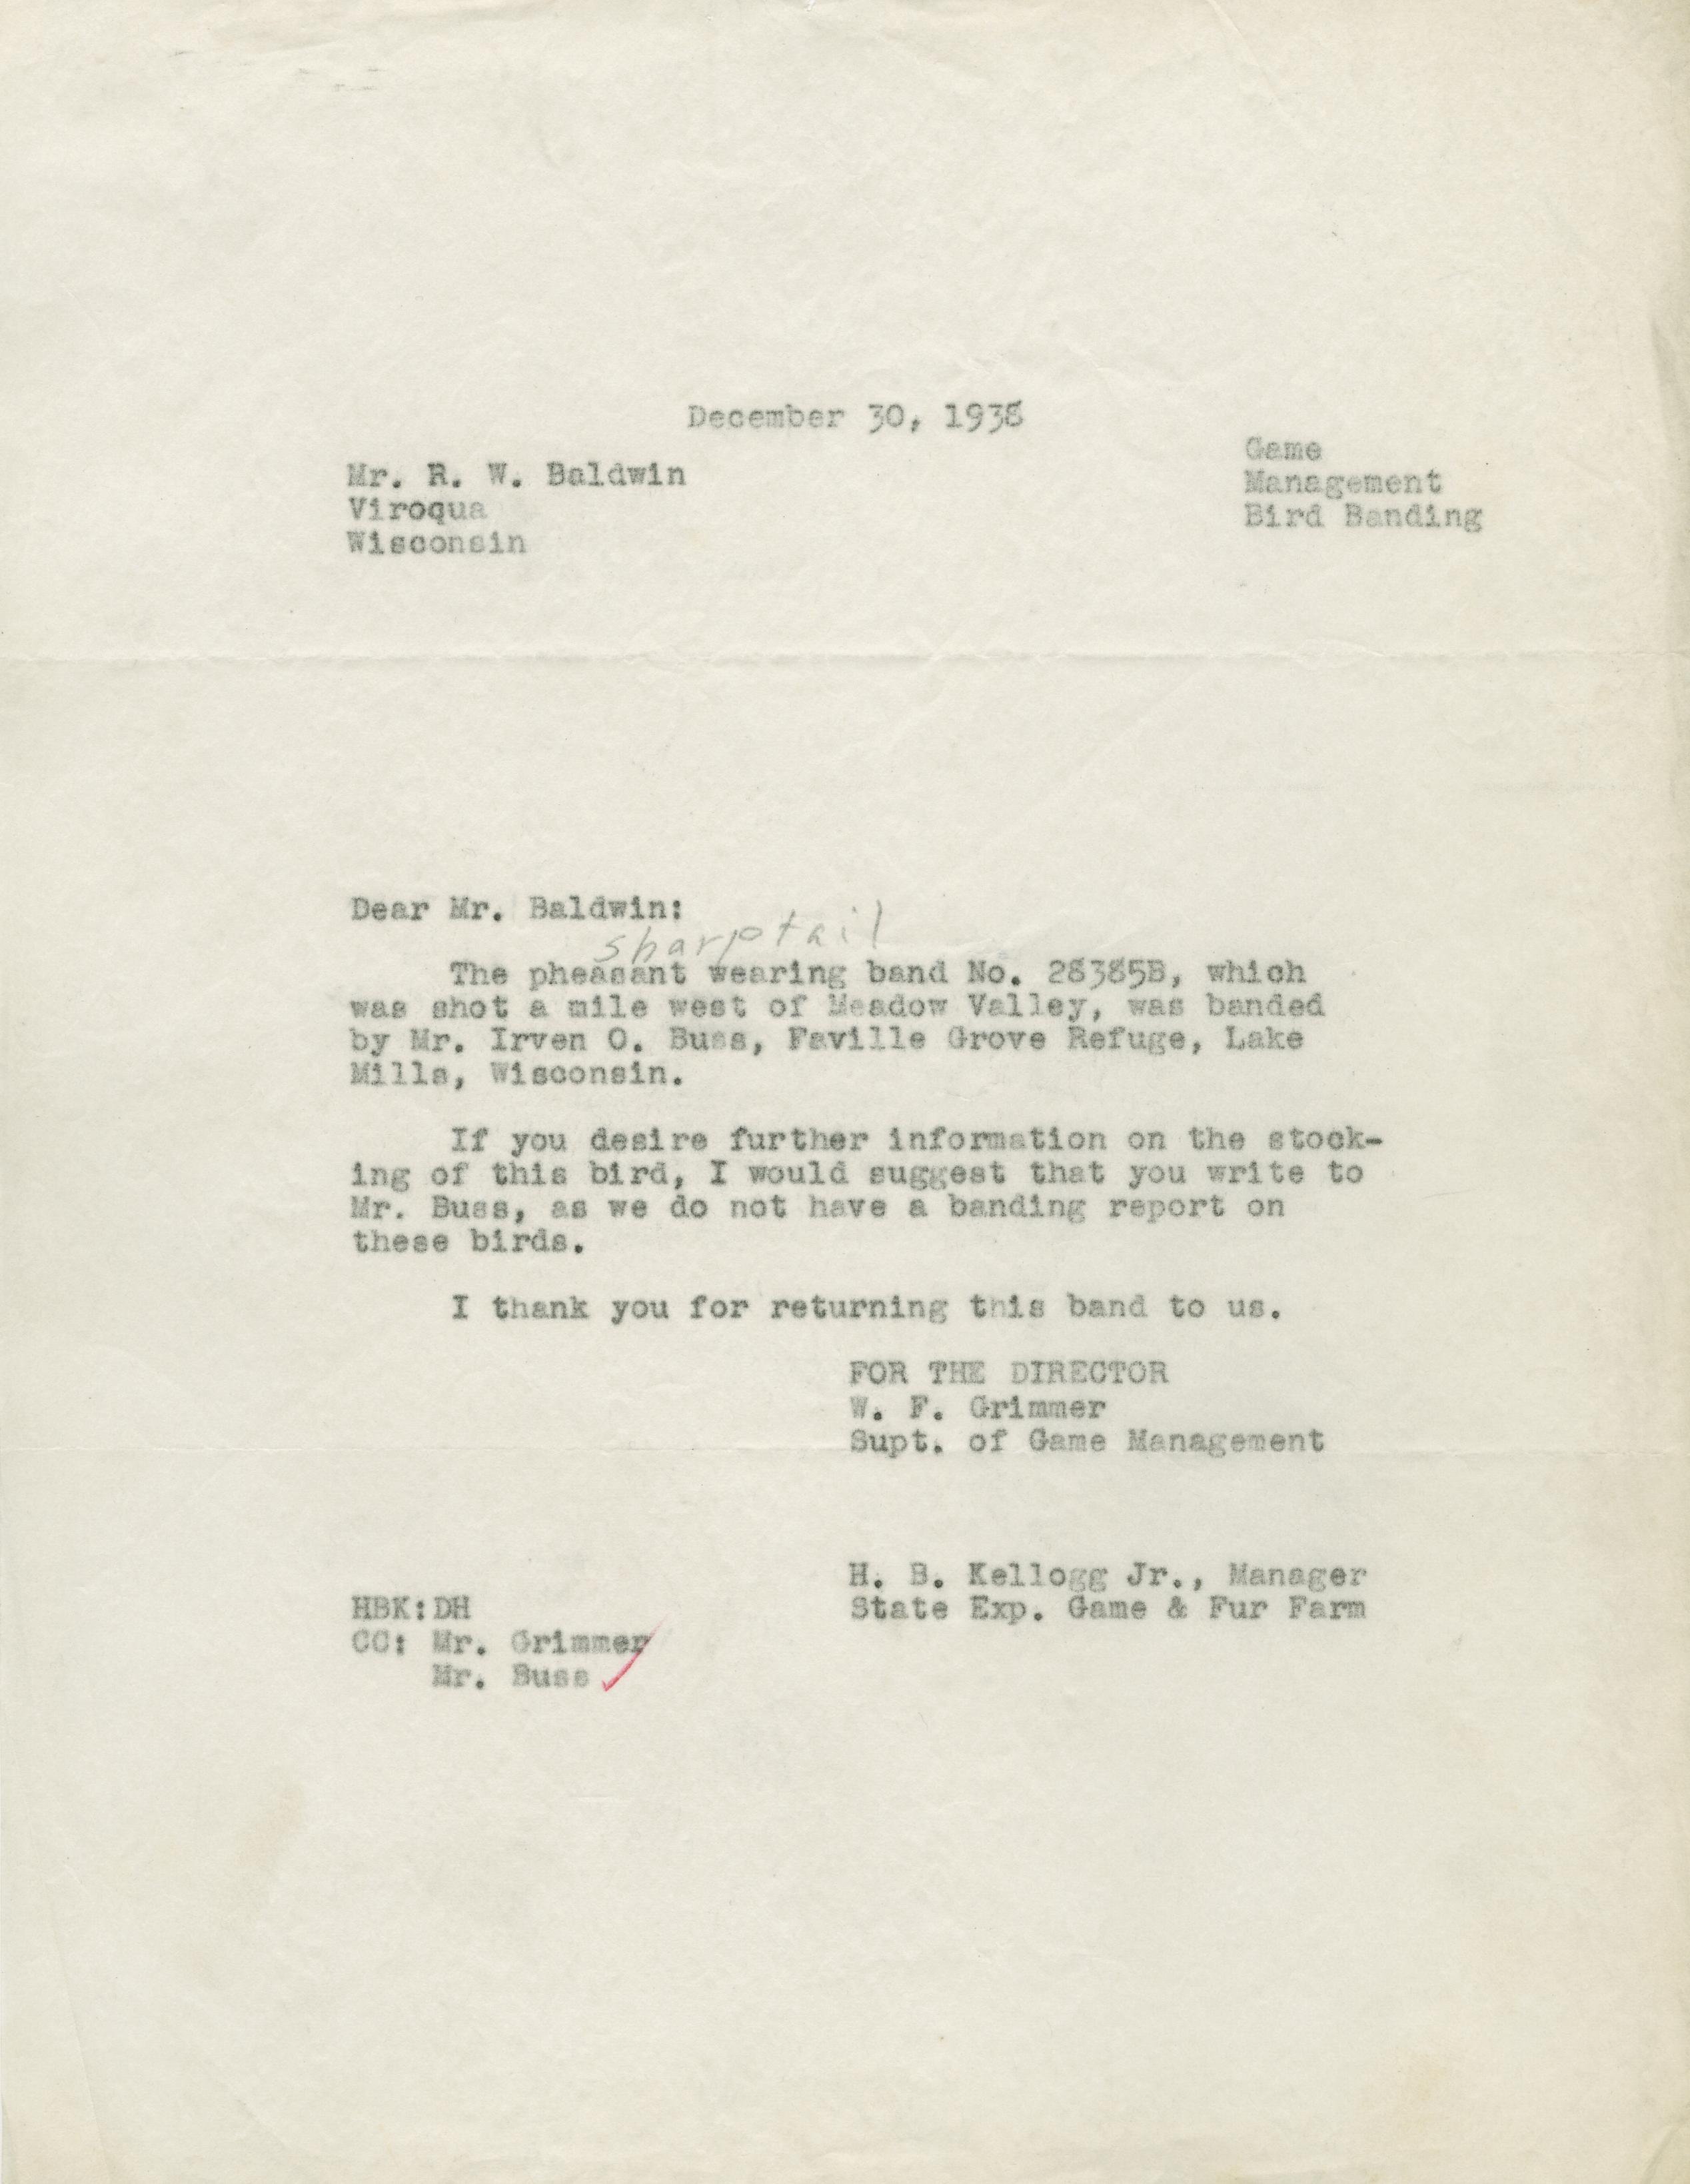 December 30, 1938
Game
Management
Bird Banding
Mr. R. W. Baldwin
Viroqua
Wisconsin
Dear Mr. Baldwin:
sharptail
The pheasant wearing band No. 28385B, which
was shot a mile west of Meadow Valley, was banded
by Mr. Irven O. Buss, Faville Grove Refuge, Lake
Mills, Wisconsin.
If you desire further information on the stock-
ing of this bird, I would suggest that you write to
Mr. Buss, as we do not have a banding report on
these birds.
I thank you for returning this band to us.
FOR THE DIRECTOR
W. F. Grimmer
Supt. of Game Management
H. B. Kellogg Jr., Manager
State Exp. Game & Fur Farm
HBK:DH
CC: Mr. Grimmer
Mr. Buss